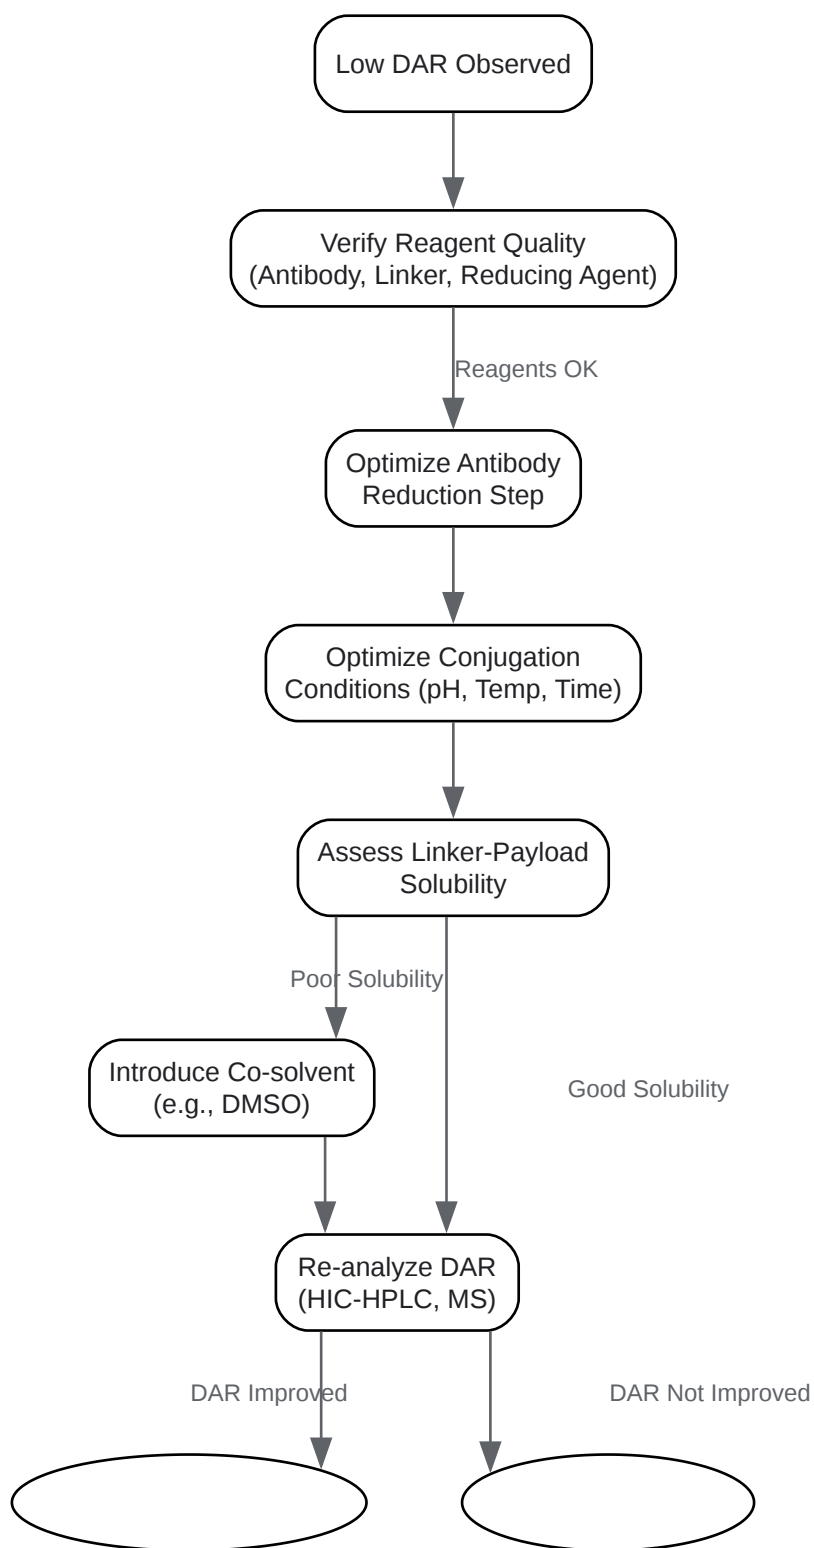 Low DAR Observed
Verify Reagent Quality
(Antibody, Linker, Reducing Agent)
Reagents OK
Optimize Antibody
Reduction Step
Optimize Conjugation
Conditions (pH, Temp, Time)
Assess Linker-Payload
Solubility
Poor Solubility
Introduce Co-solvent
(e.g., DMSO)
Good Solubility
Re-analyze DAR
(HIC-HPLC, MS)
DAR Improved
DAR Not Improved